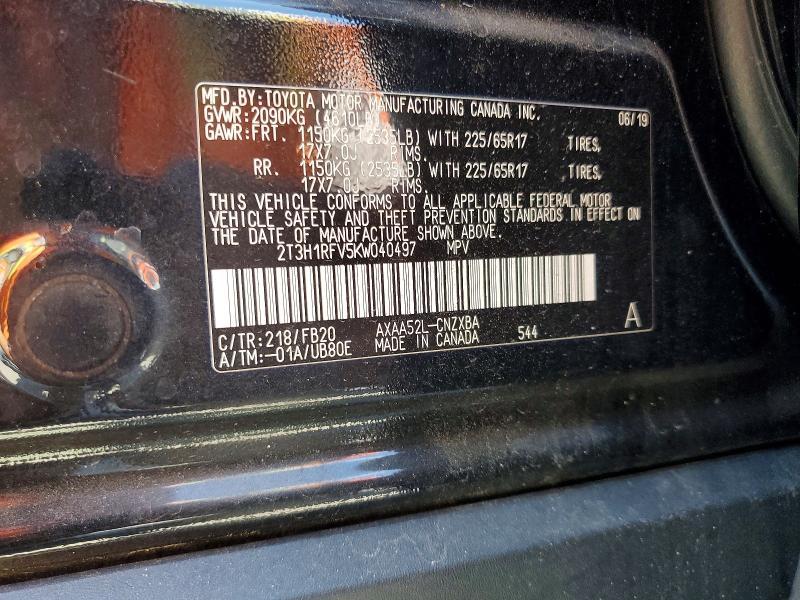 MFD.BY:TOYOTA MOTOR MANUFACTURING CANADA INC. 06/19
GVWR:2090KG (4610LB)
GAWR:FRT. 1150KG (2535LB) WITH 225/65R17 TIRES,
17X7.0J RIMS.
RR. 1150KG (2535LB) WITH 225/65R17 TIRES,
17X7.0J RIMS.
THIS VEHICLE CONFORMS TO ALL APPLICABLE FEDERAL MOTOR
VEHICLE SAFETY AND THEFT PREVENTION STANDARDS IN EFFECT ON
THE DATE OF MANUFACTURE SHOWN ABOVE.
2T3H1RFV5KW040497 MPV
C/TR:218/FB20 AXAA52L-CNZXBA 544 A
A/TM:-01A/UB80E MADE IN CANADA